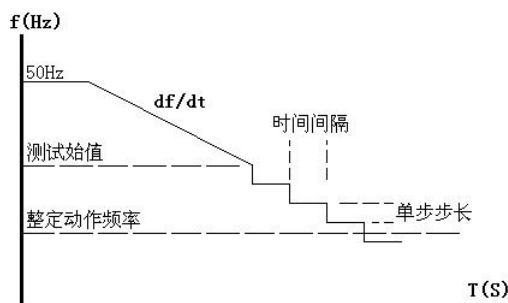 f(Hz)
50Hz
df/dt
时间间隔
测试始值
单步步长
整定动作频率
T(S)